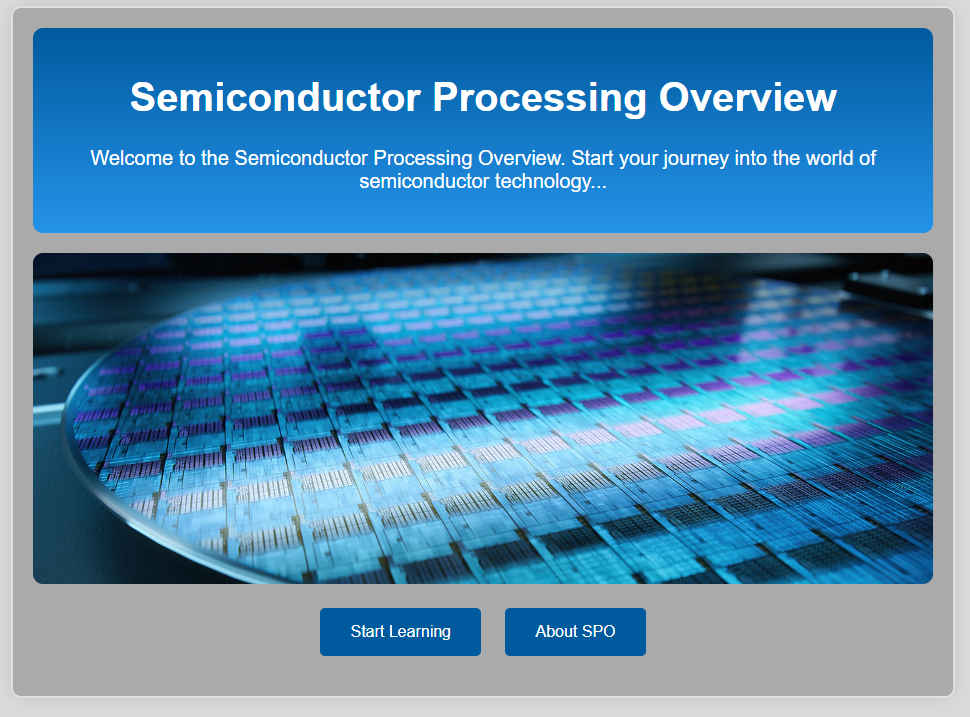 Semiconductor Processing Overview
Welcome to the Semiconductor Processing Overview. Start your journey into the world of
semiconductor technology...
Start Learning
About SPO